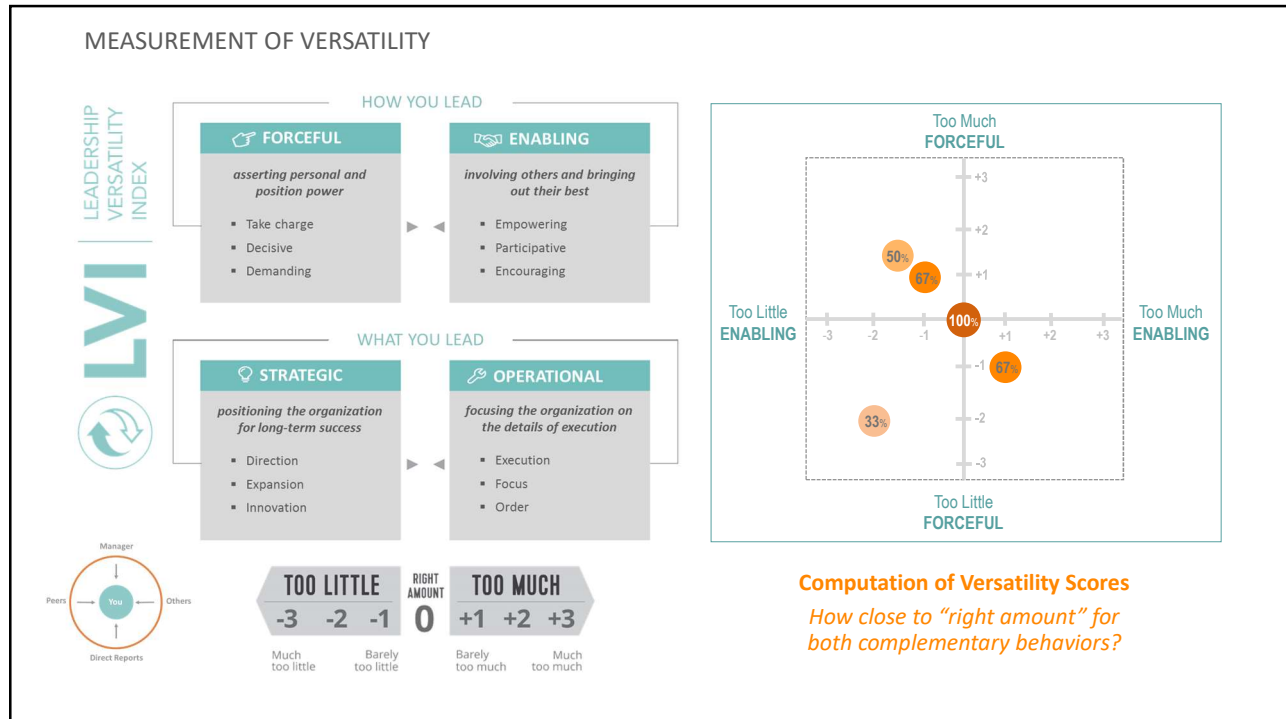 MEASUREMENT OF VERSATILITY
LVI
LEADERSHIP
VERSATILITY
INDEX
HOW YOU LEAD
FORCEFUL
asserting personal and
position power
▪ Take charge
▪ Decisive
▪ Demanding
ENABLING
involving others and bringing
out their best
▪ Empowering
▪ Participative
▪ Encouraging
WHAT YOU LEAD
STRATEGIC
positioning the organization
for long-term success
▪ Direction
▪ Expansion
▪ Innovation
OPERATIONAL
focusing the organization on
the details of execution
▪ Execution
▪ Focus
▪ Order
Manager
Peers
You
Others
Direct Reports
TOO LITTLE
-3 -2 -1
RIGHT
AMOUNT
0
TOO MUCH
+1 +2 +3
Much
too little
Barely
too little
Barely
too much
Much
too much
Too Much
FORCEFUL
+3
+2
50%
+1
67%
Too Little
ENABLING
100%
-3 -2 -1 +1 +2 +3
Too Much
ENABLING
-1
67%
33%
-2
-3
Too Little
FORCEFUL
Computation of Versatility Scores
How close to “right amount” for
both complementary behaviors?